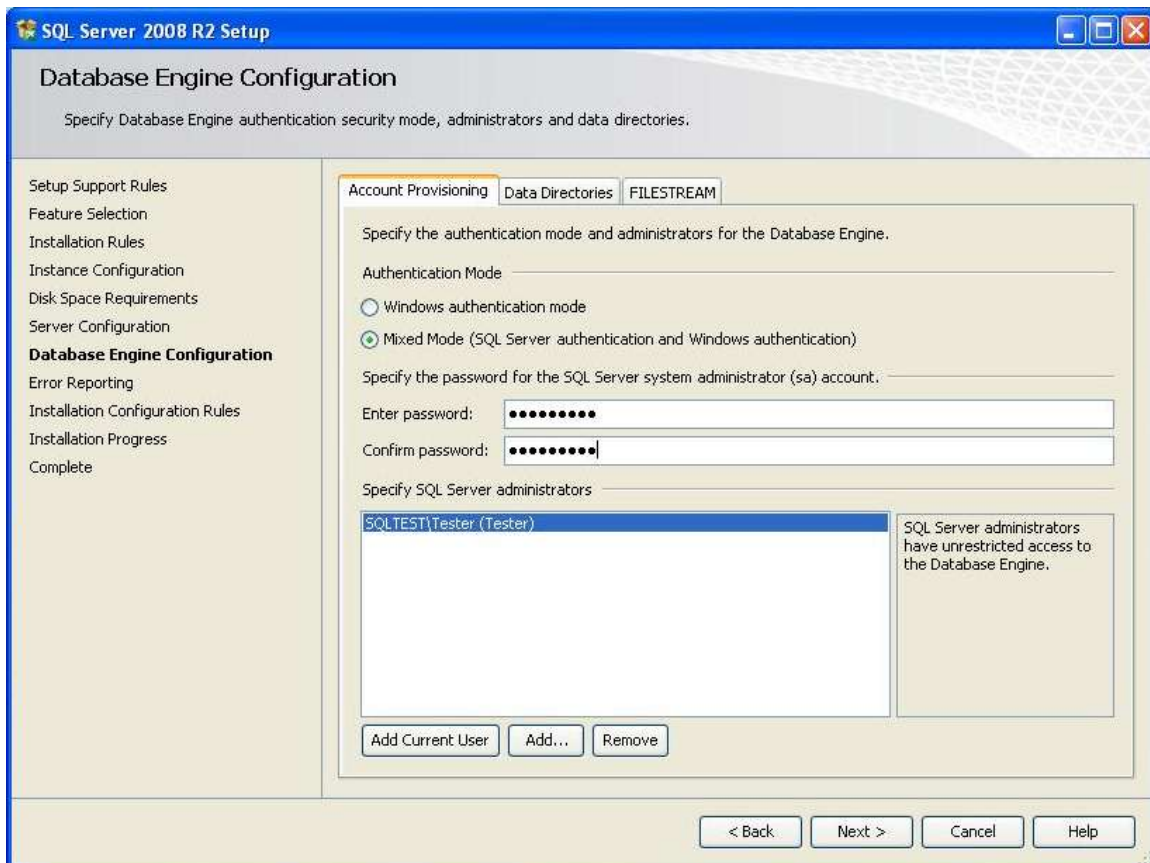 SQL Server 2008 R2 Setup
Database Engine Configuration
Specify Database Engine authentication security mode, administrators and data directories.
Setup Support Rules
Feature Selection
Installation Rules
Instance Configuration
Disk Space Requirements
Server Configuration
Database Engine Configuration
Error Reporting
Installation Configuration Rules
Installation Progress
Complete
Account Provisioning
Data Directories
FILESTREAM
Specify the authentication mode and administrators for the Database Engine.
Authentication Mode
Windows authentication mode
Mixed Mode (SQL Server authentication and Windows authentication)
Specify the password for the SQL Server system administrator (sa) account.
Enter password: ●●●●●●●●●
Confirm password: ●●●●●●●●●
Specify SQL Server administrators
SQLTEST\Tester (Tester)
SQL Server administrators
have unrestricted access to
the Database Engine.
Add Current User
Add...
Remove
< Back
Next >
Cancel
Help